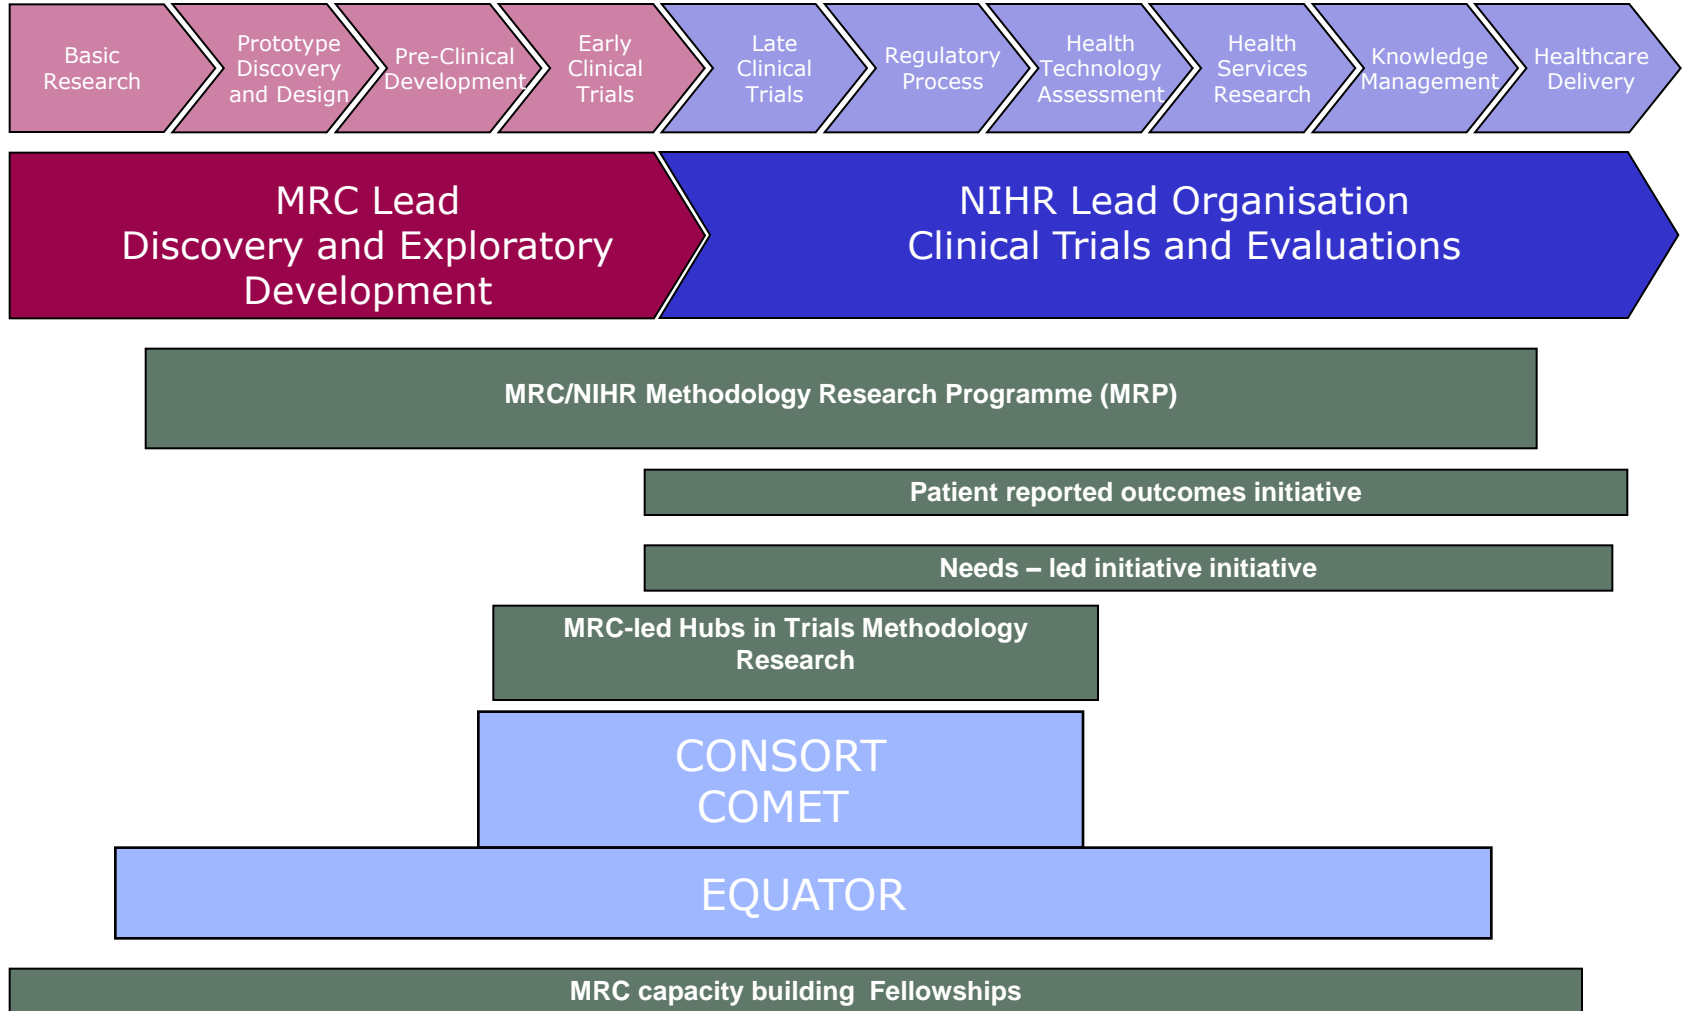 Basic
Research
Prototype
Discovery
and Design
Pre-Clinical
Development
Early
Clinical
Trials
Late
Clinical
Trials
Regulatory
Process
Health
Technology
Assessment
Health
Services
Research
Knowledge
Management
Healthcare
Delivery
MRC Lead
Discovery and Exploratory
Development
NIHR Lead Organisation
Clinical Trials and Evaluations
MRC/NIHR Methodology Research Programme (MRP)
Patient reported outcomes initiative
Needs – led initiative initiative
MRC-led Hubs in Trials Methodology
Research
CONSORT
COMET
EQUATOR
MRC capacity building  Fellowships